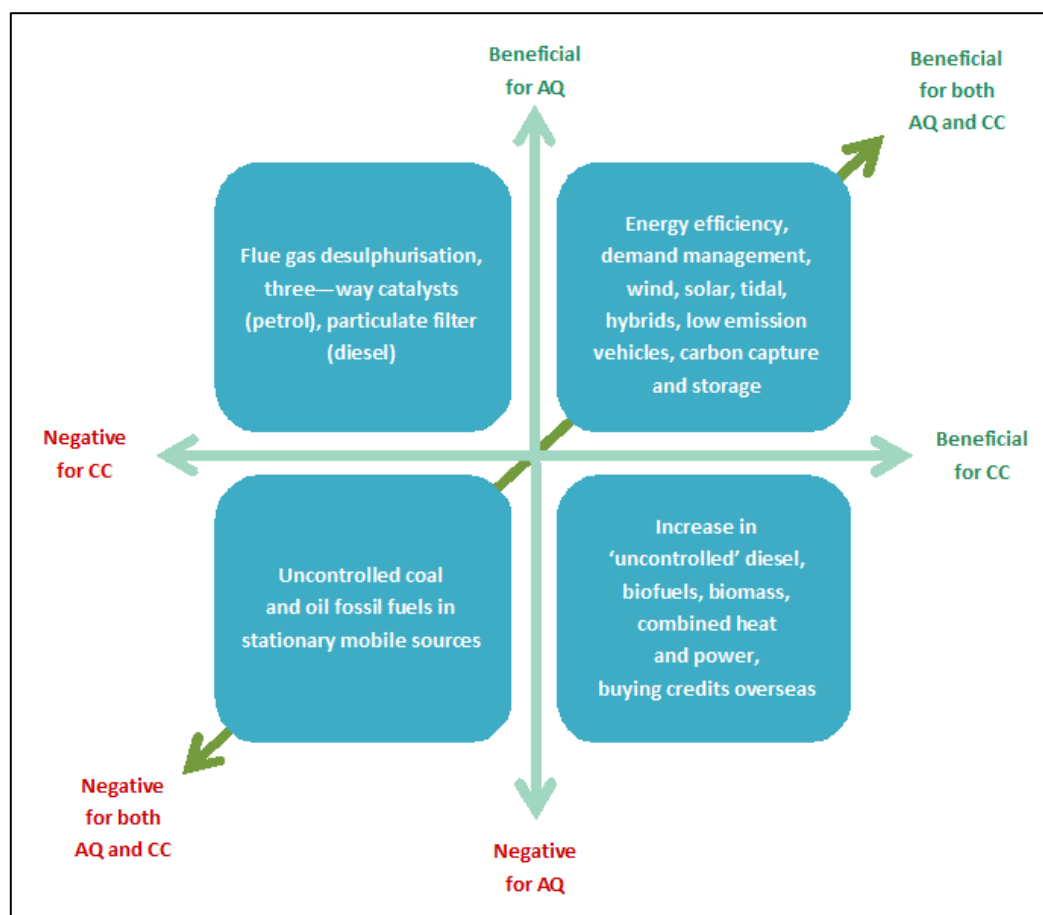 Beneficial
for AQ
Beneficial
for both
AQ and CC
Flue gas desulphurisation,
three—way catalysts
(petrol), particulate filter
(diesel)
Energy efficiency,
demand management,
wind, solar, tidal,
hybrids, low emission
vehicles, carbon capture
and storage
Negative
for CC
Beneficial
for CC
Uncontrolled coal
and oil fossil fuels in
stationary mobile sources
Increase in
‘uncontrolled’ diesel,
biofuels, biomass,
combined heat
and power,
buying credits overseas
Negative
for both
AQ and CC
Negative
for AQ